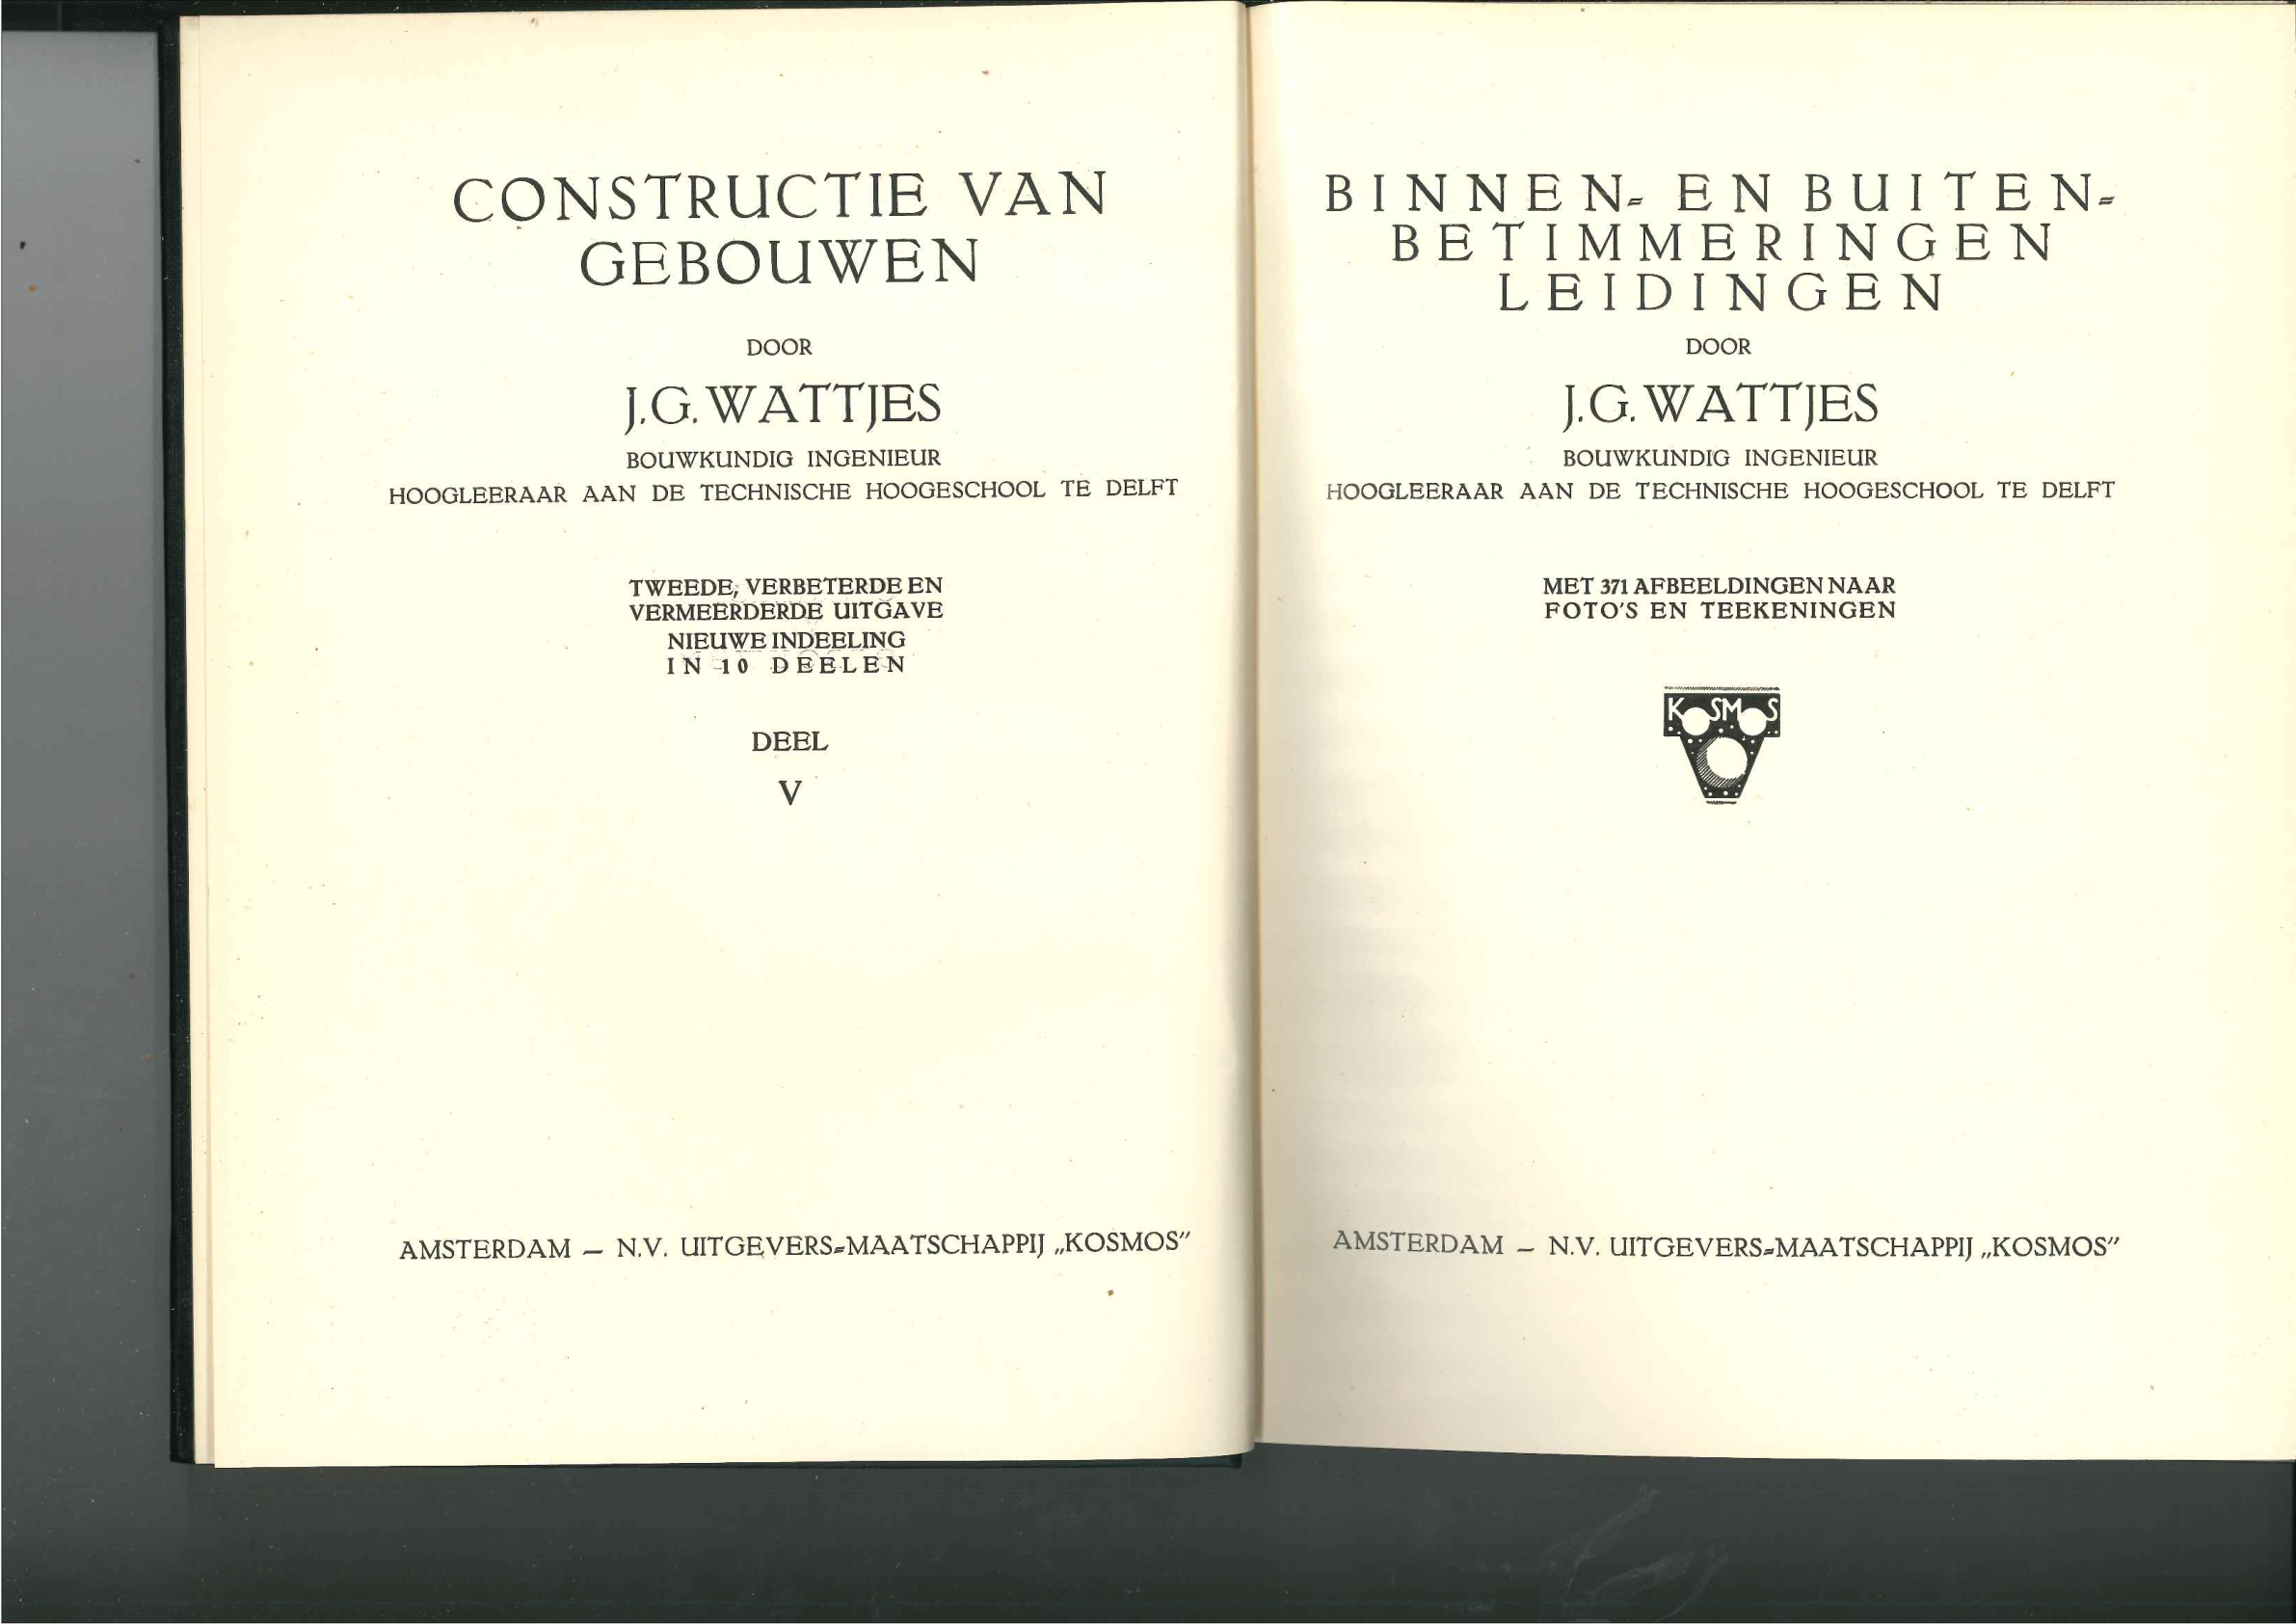 CONSTRUCTIE VAN
GEBOUWEN
DOOR
J.G. WATTJES
BOUWKUNDIG INGENIEUR
HOOGLEERAAR AAN DE TECHNISCHE HOOGESCHOOL TE DELFT
TWEEDE, VERBETERDE EN
VERMEERDERDE UITGAVE
NIEUWE INDEELING
IN 10 DEELEN
DEEL
V
AMSTERDAM — N.V. UITGEVERS-MAATSCHAPPIJ „KOSMOS”
BINNEN- EN BUITEN-
BETIMMERINGEN
LEIDINGEN
DOOR
J.G. WATTJES
BOUWKUNDIG INGENIEUR
HOOGLEERAAR AAN DE TECHNISCHE HOOGESCHOOL TE DELFT
MET 371 AFBEELDINGEN NAAR
FOTO'S EN TEEKENINGEN
KOSMOS
AMSTERDAM — N.V. UITGEVERS-MAATSCHAPPIJ „KOSMOS”